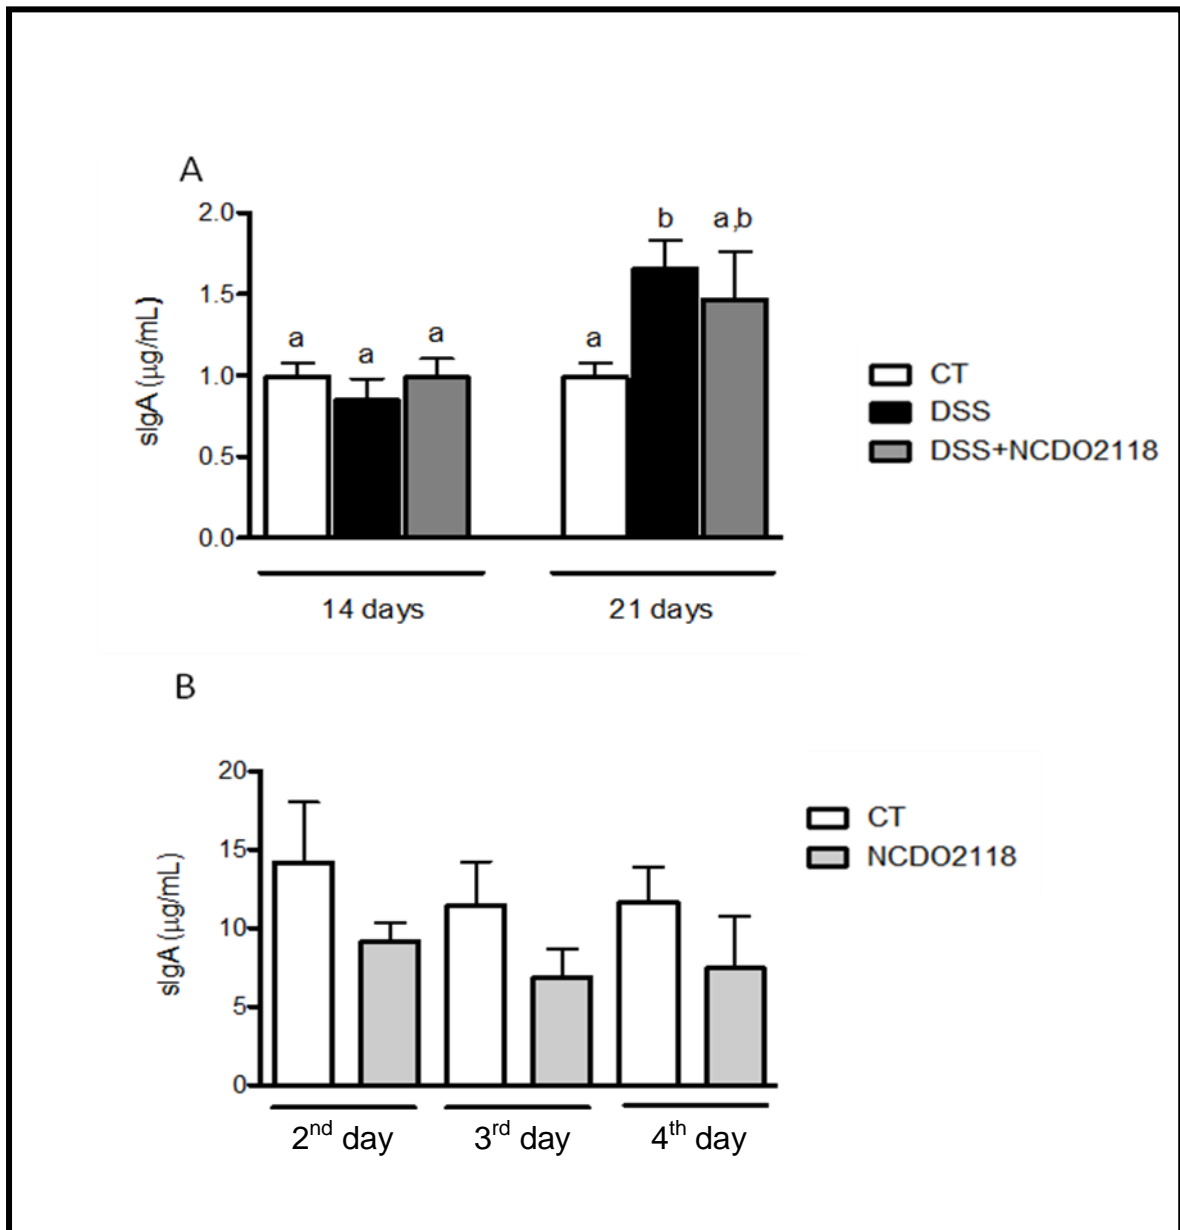 A
2.0
1.5
1.0
0.5
0.0
sIgA (μg/mL)
a
a
a
a
b
a,b
14 days
21 days
CT
DSS
DSS+NCDO2118
B
20
15
10
5
0
sIgA (μg/mL)
2nd day
3rd day
4th day
CT
NCDO2118